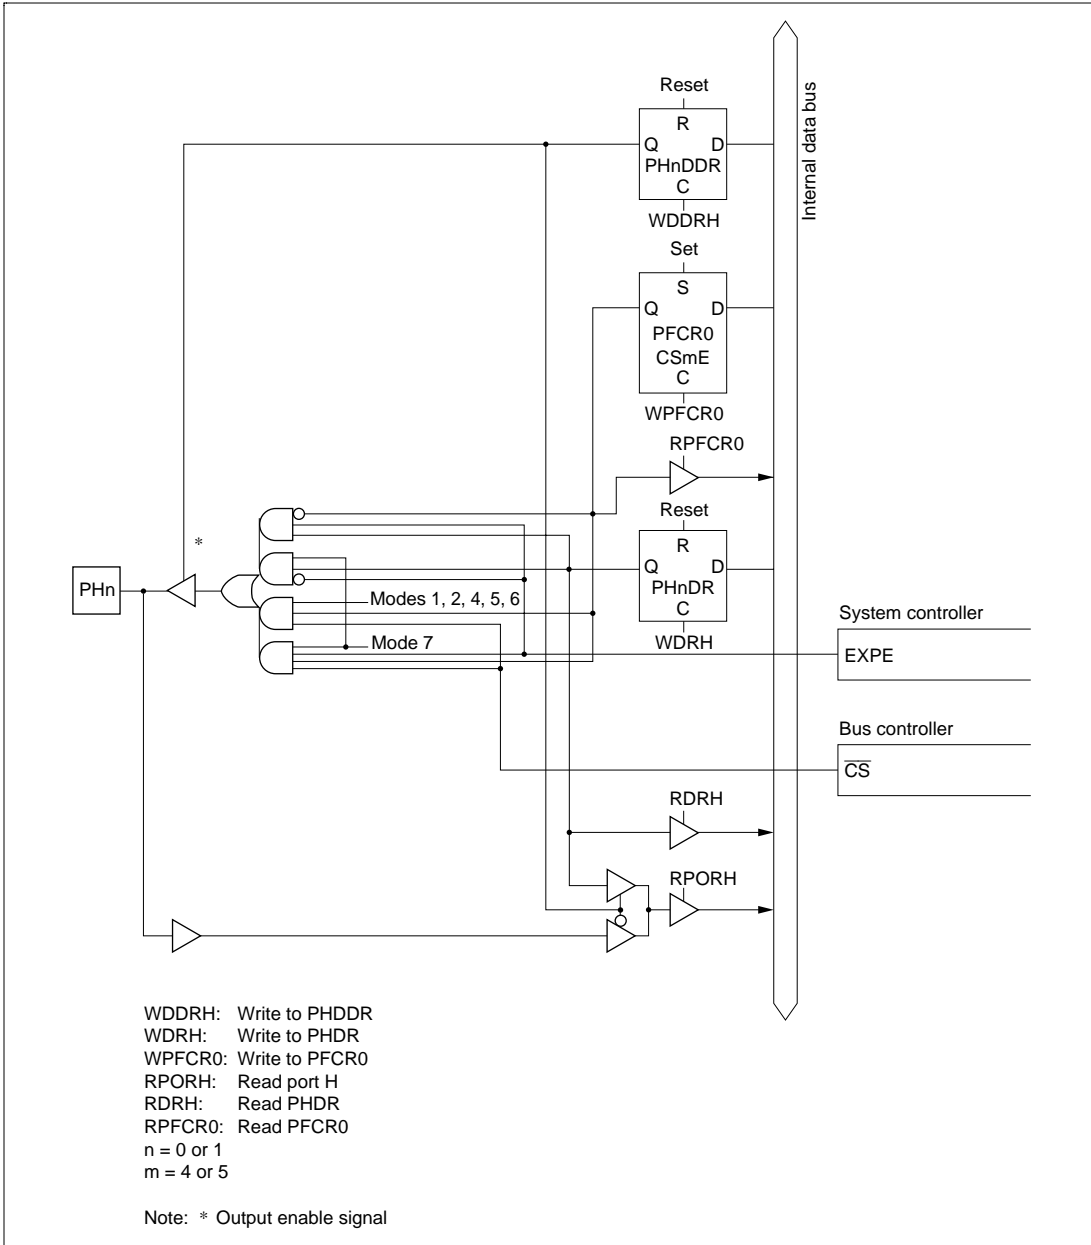 Reset
R
Q D
PHnDDR
C
WDDRH
Internal data bus
Set
S
Q D
PFCR0
CSmE
C
WPFCR0
RPFCR0
Reset
R
Q D
PHnDR
C
WDRH
*
PHn
Modes 1, 2, 4, 5, 6
Mode 7
System controller
EXPE
Bus controller
C̅S̅
RDRH
RPORH
WDDRH: Write to PHDDR
WDRH: Write to PHDR
WPFCR0: Write to PFCR0
RPORH: Read port H
RDRH: Read PHDR
RPFCR0: Read PFCR0
n = 0 or 1
m = 4 or 5
Note: * Output enable signal